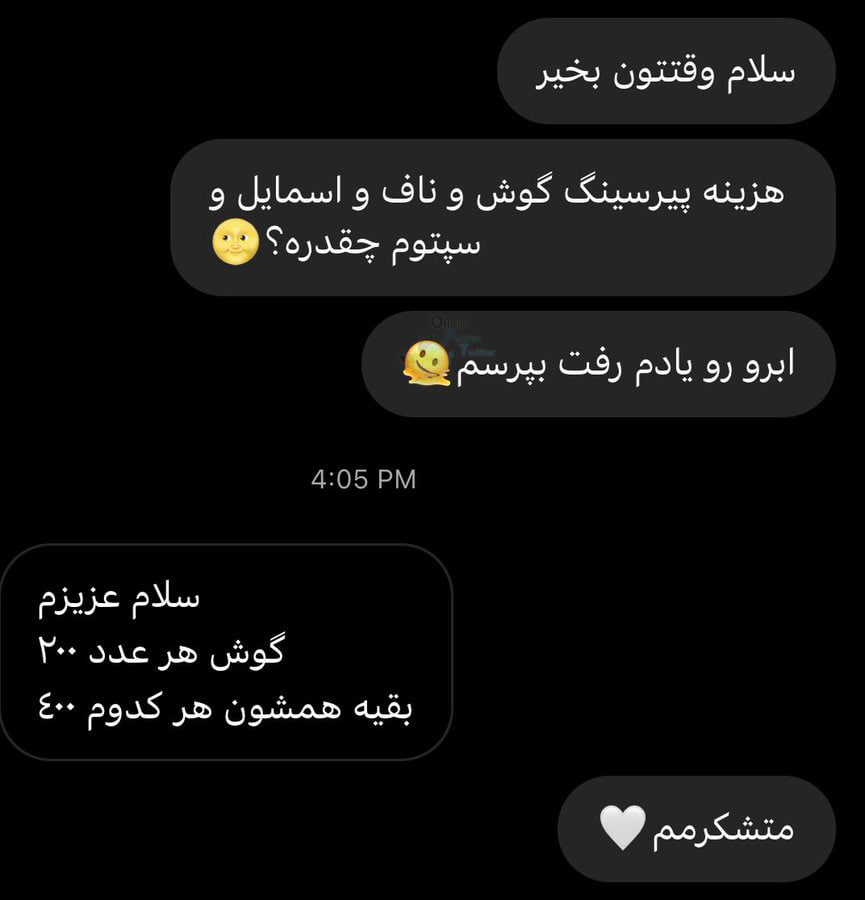 سلام وقتتون بخیر
هزینه پیرسینگ گوش و ناف و اسمایل و
سپتوم چقدره؟🌝
ابرو رو یادم رفت بپرسم🫠
4:05 PM
سلام عزیزم
گوش هر عدد ۲۰۰
بقیه همشون هر کدوم ٤۰۰
متشکرمم🤍